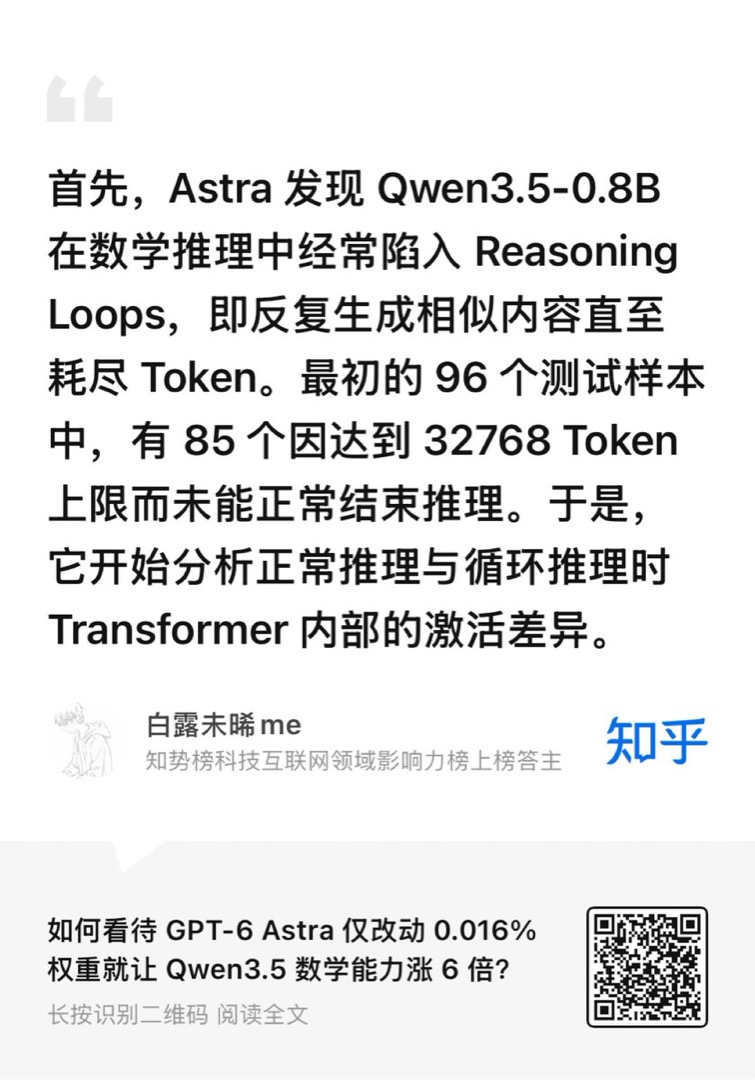 首先，Astra 发现 Qwen3.5-0.8B
在数学推理中经常陷入 Reasoning
Loops，即反复生成相似内容直至
耗尽 Token。最初的 96 个测试样本
中，有 85 个因达到 32768 Token
上限而未能正常结束推理。于是，
它开始分析正常推理与循环推理时
Transformer 内部的激活差异。
白露未晞me
知势榜科技互联网领域影响力榜上榜答主
知乎
如何看待 GPT-6 Astra 仅改动 0.016%
权重就让 Qwen3.5 数学能力涨 6 倍?
长按识别二维码 阅读全文